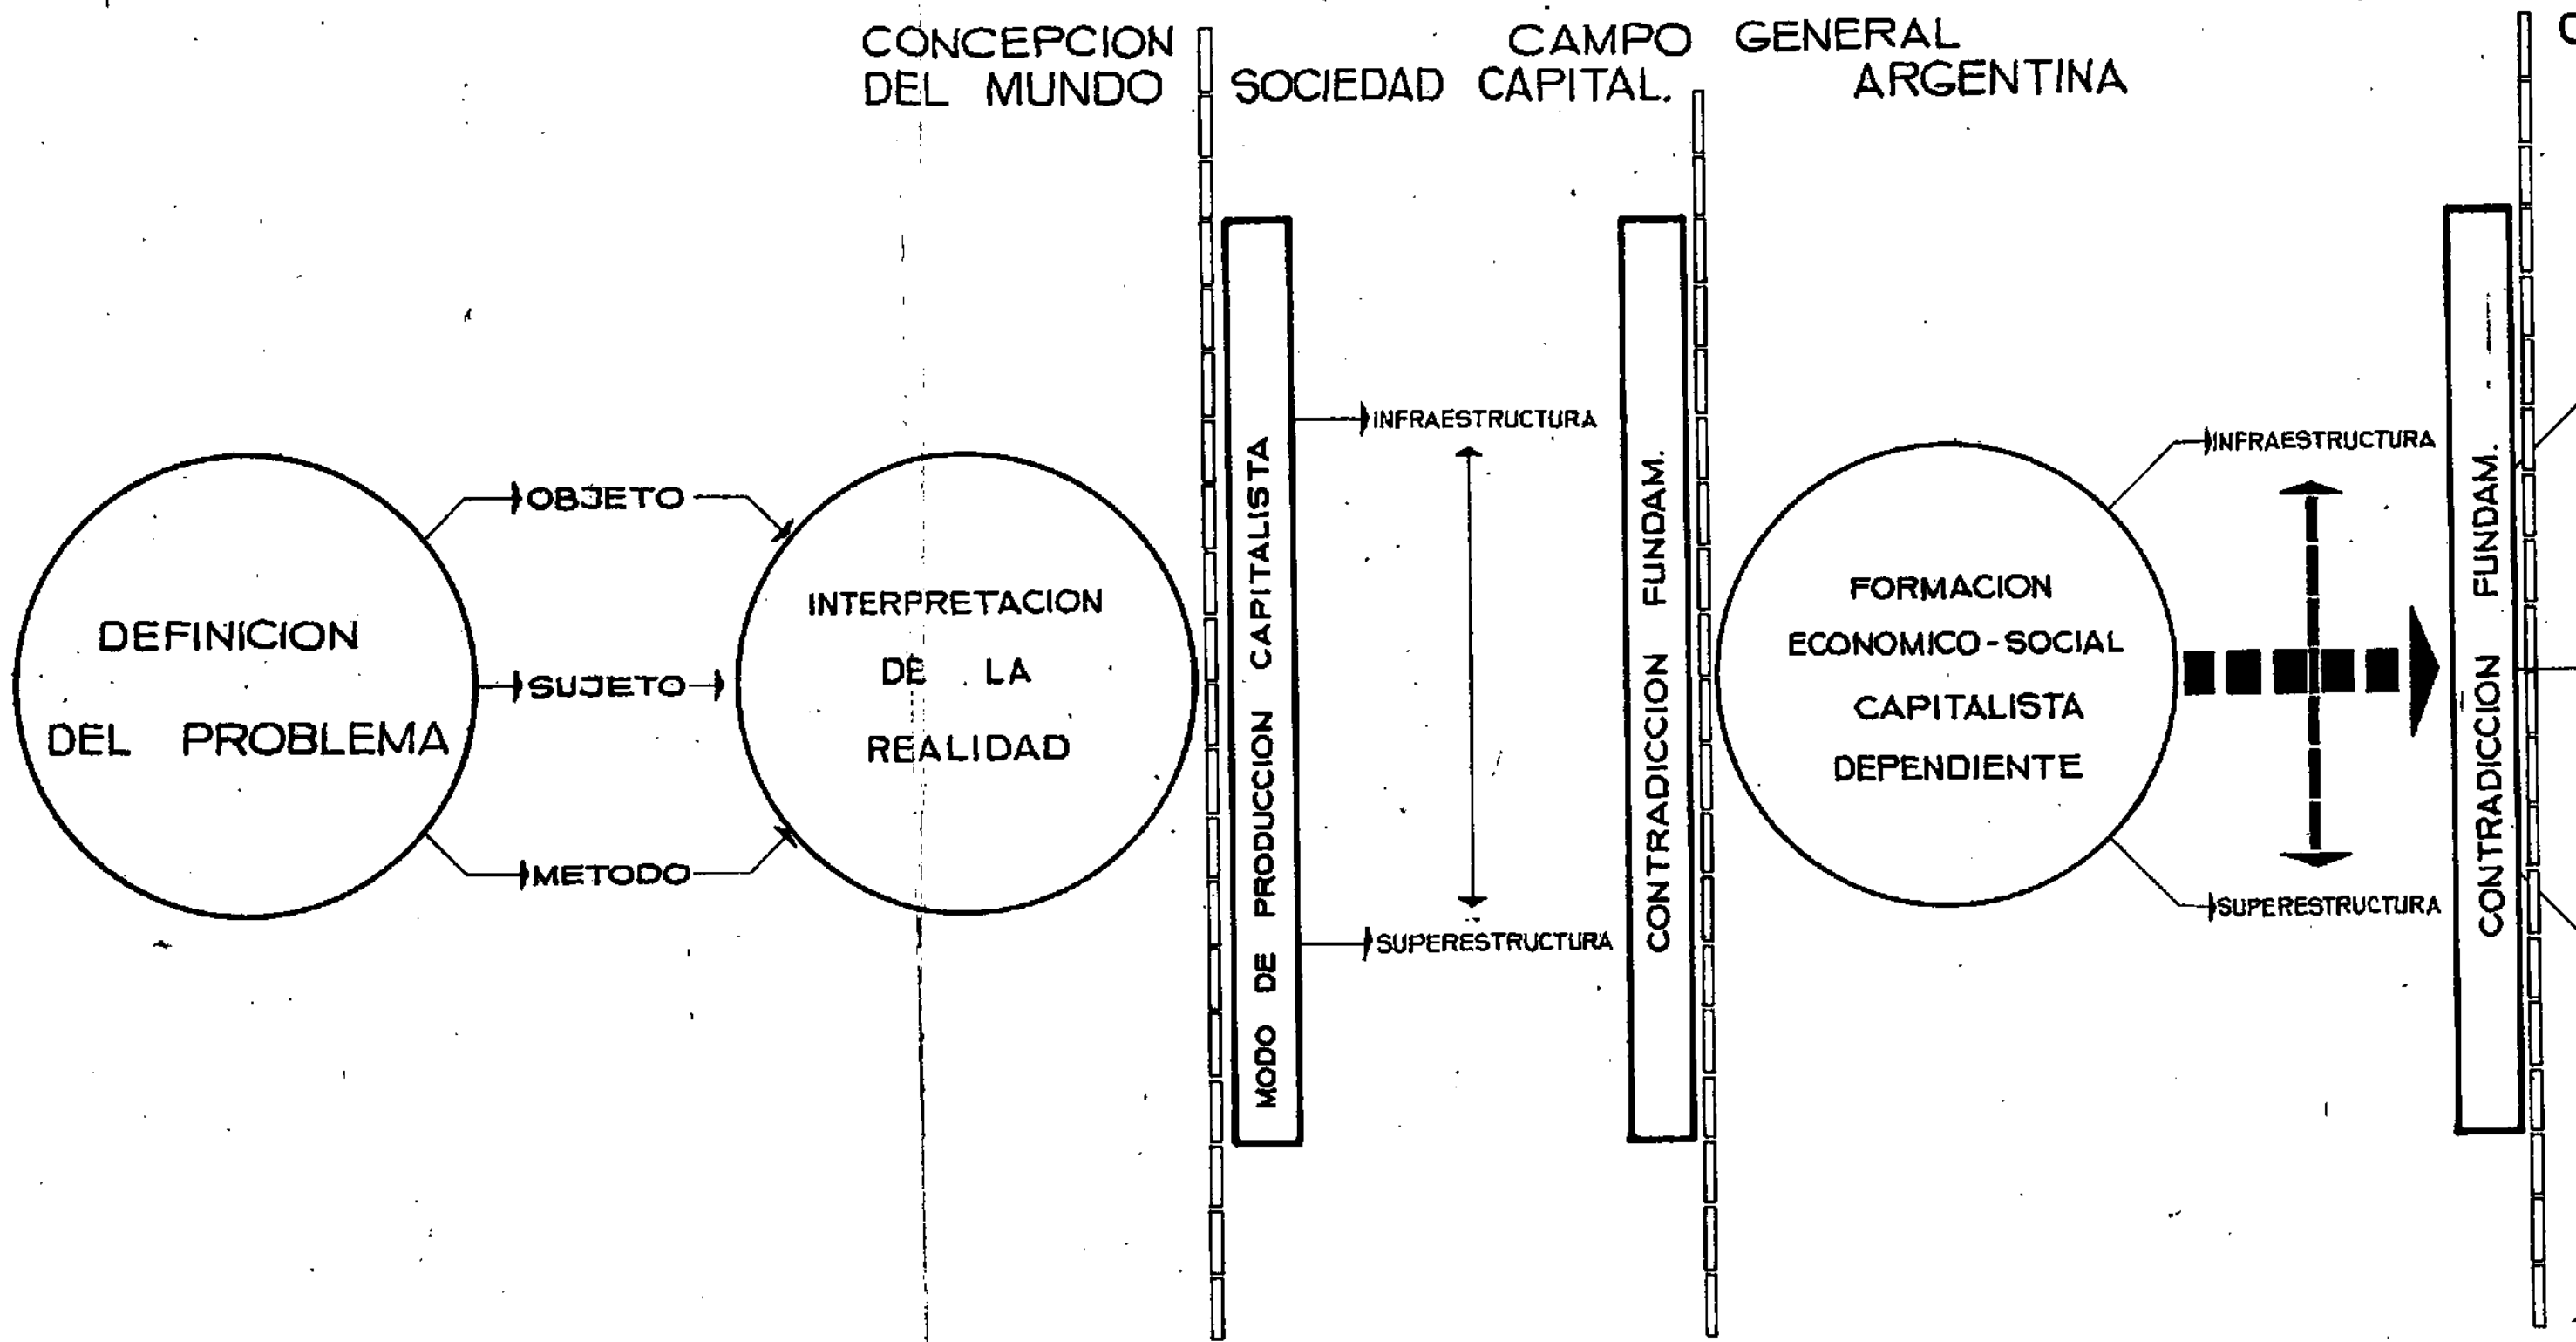 CONCEPCION
DEL MUNDO
CAMPO GENERAL
SOCIEDAD CAPITAL.
ARGENTINA
DEFINICION
DEL PROBLEMA
OBJETO
SUJETO
METODO
INTERPRETACION
DE LA
REALIDAD
MODO DE PRODUCCION CAPITALISTA
INFRAESTRUCTURA
SUPERESTRUCTURA
CONTRADICCION FUNDAM.
FORMACION
ECONOMICO-SOCIAL
CAPITALISTA
DEPENDIENTE
INFRAESTRUCTURA
SUPERESTRUCTURA
CONTRADICCION FUNDAM.